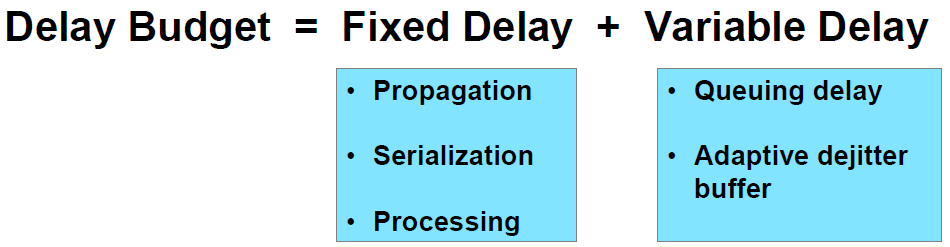 Delay Budget = Fixed Delay + Variable Delay
• Propagation
• Serialization
• Processing
• Queuing delay
• Adaptive dejitter
buffer